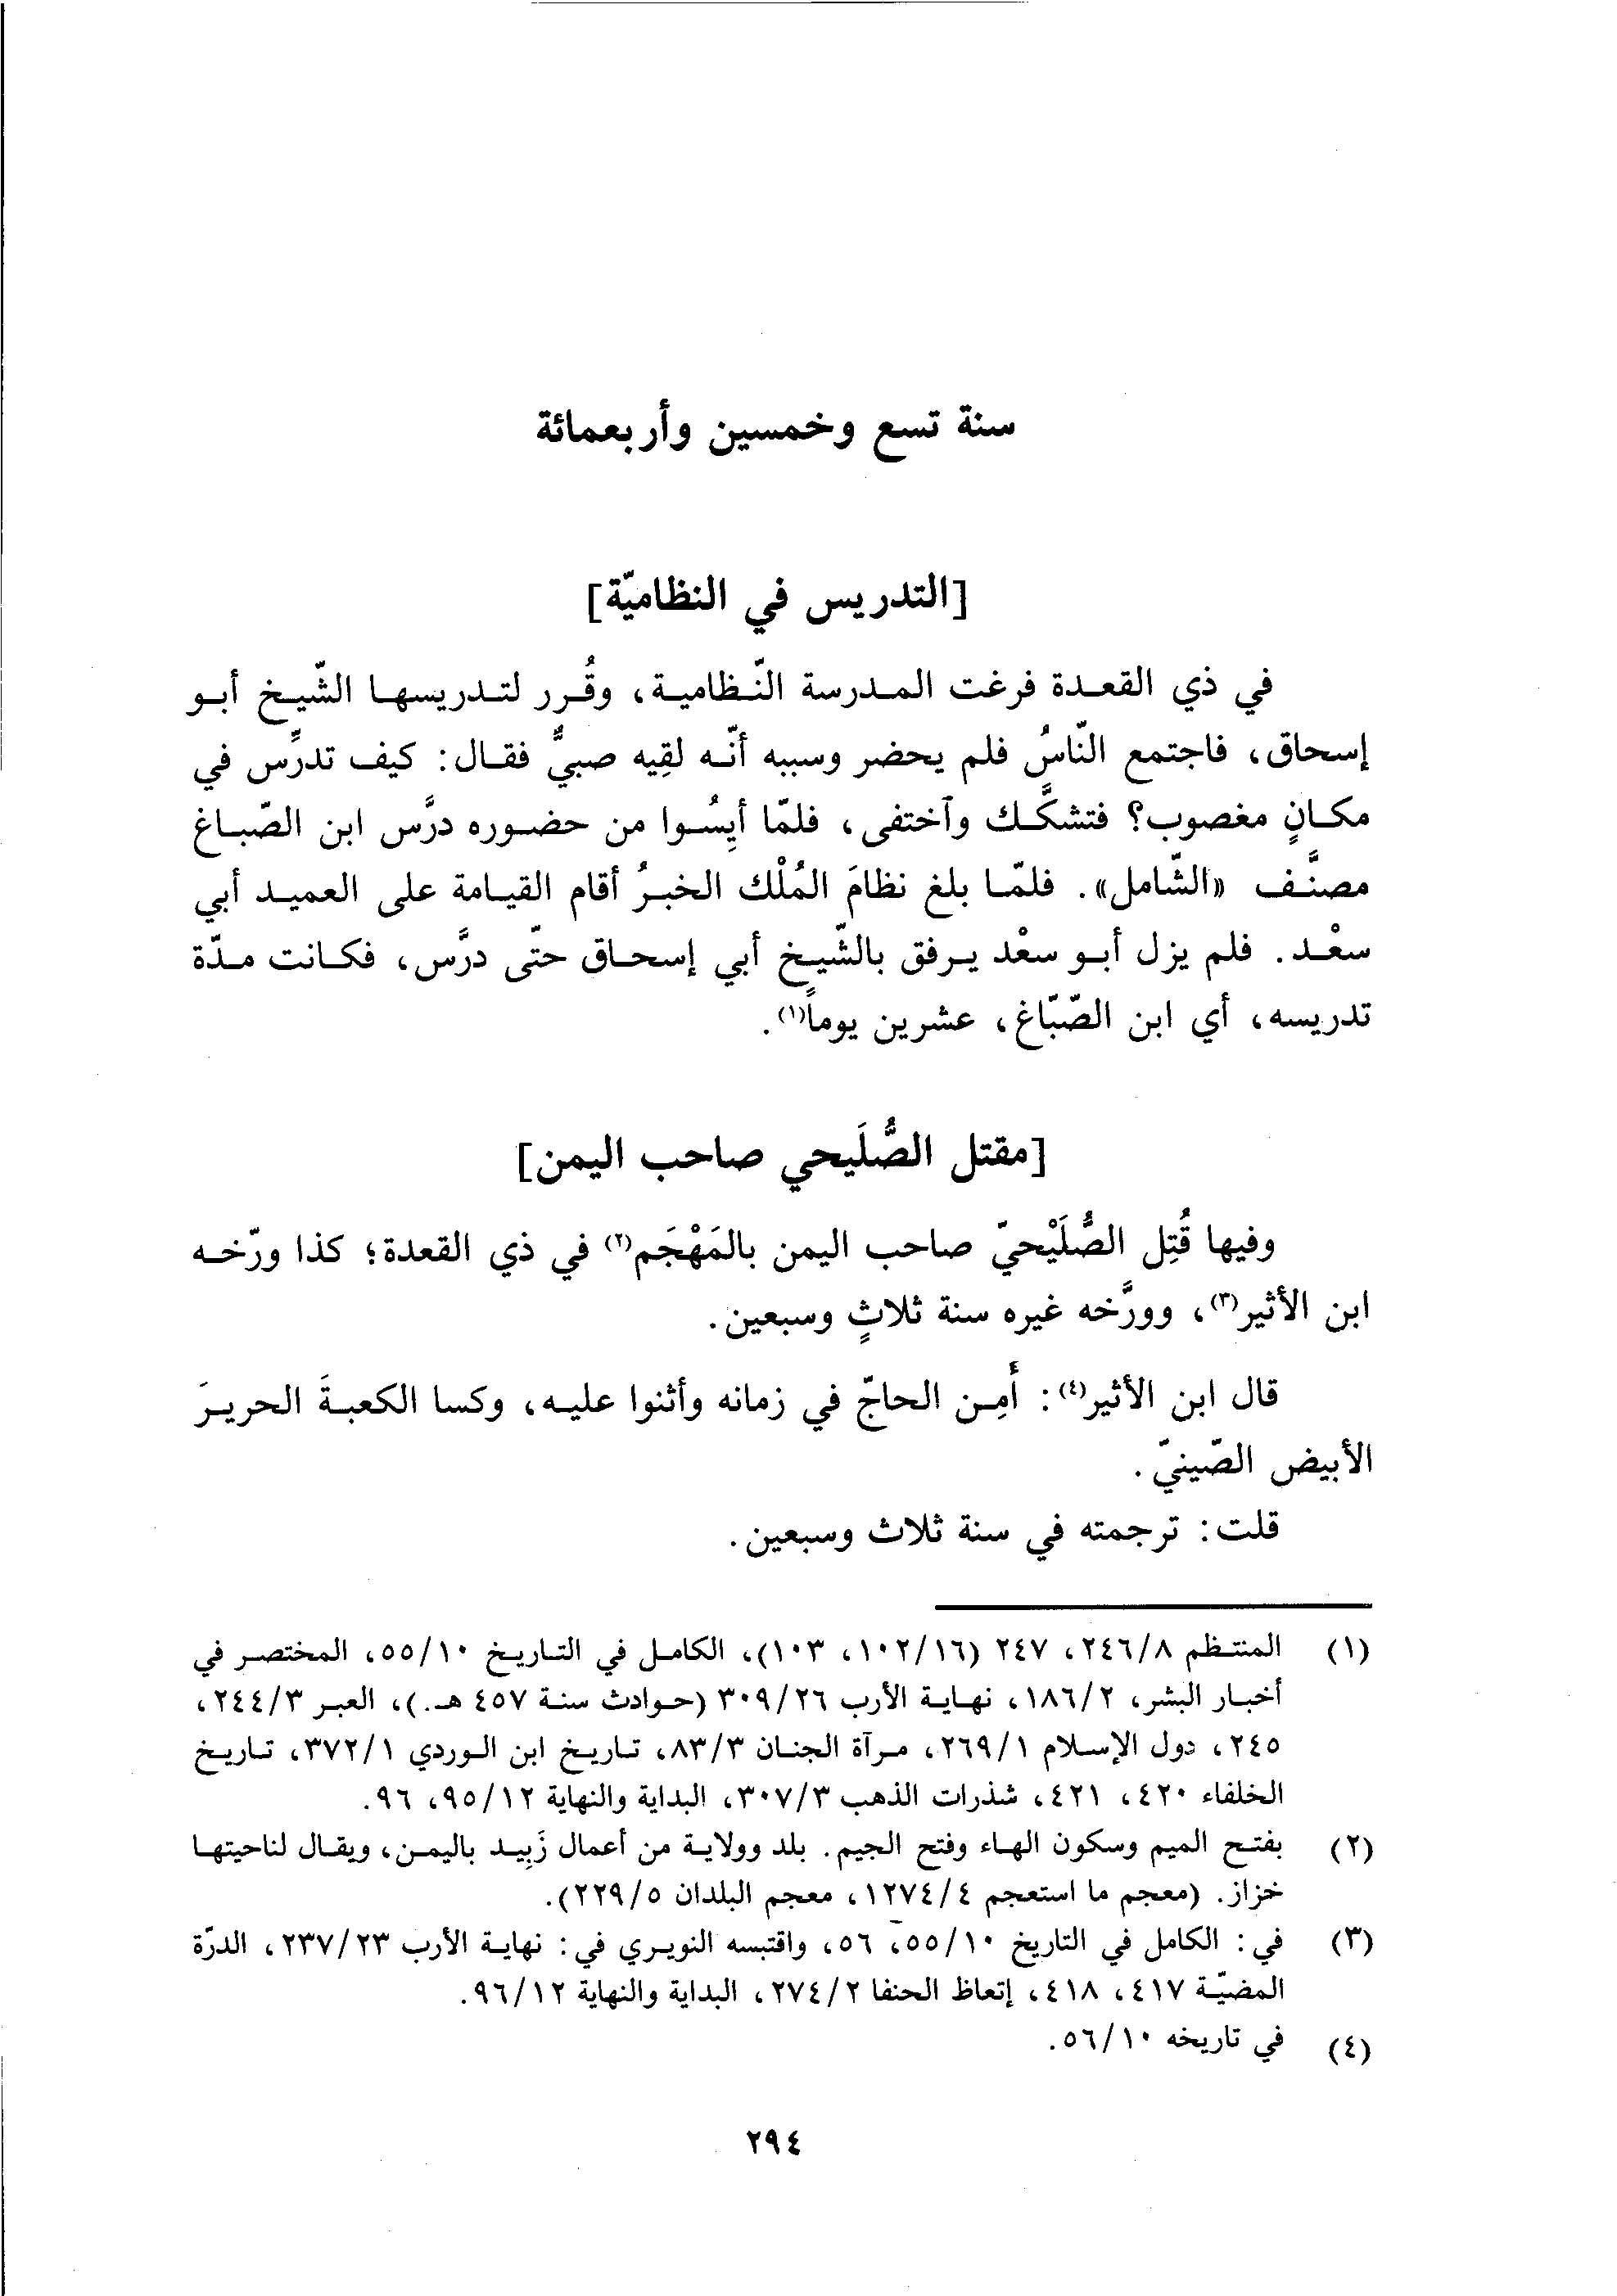 سنة تسع وخمسين وأربعمائة
[التدريس في النظاميّة]
في ذي القعدة فرغت المدرسة النّظامية، وقُرر لتدريسها الشّيخ أبو
إسحاق، فاجتمع النّاسُ فلم يحضر وسببه أنّه لقِيه صبيٌّ فقال: كيف تدرِّس في
مكانٍ مغصوب؟ فتشكَّك وآختفى، فلمّا أيِسُوا من حضوره درَّس ابن الصّباغ
مصنَّف «الشّامل». فلمّا بلغ نظامَ المُلْك الخبرُ أقام القيامة على العميد أبي
سعْد. فلم يزل أبو سعْد يرفق بالشّيخ أبي إسحاق حتّى درَّس، فكانت مدّة
تدريسه، أي ابن الصّبّاغ، عشرين يوماً(١).
[مقتل الصُّلَيحي صاحب اليمن]
وفيها قُتِل الصُّلَيْحيّ صاحب اليمن بالمَهْجَم(٢) في ذي القعدة؛ كذا ورّخه
ابن الأثير(٣)، وورَّخه غيره سنة ثلاثٍ وسبعين.
قال ابن الأثير(٤): أَمِن الحاجّ في زمانه وأثنوا عليه، وكسا الكعبةَ الحريرَ
الأبيض الصّينيّ.
قلت: ترجمته في سنة ثلاث وسبعين.
(١) المنتظم ٢٤٦/٨، ٢٤٧ (١٠٢/١٦، ١٠٣)، الكامل في التاريخ ٥٥/١٠، المختصر في
أخبار البشر، ١٨٦/٢، نهاية الأرب ٣٠٩/٢٦ (حوادث سنة ٤٥٧ هـ.)، العبر ٢٤٤/٣،
٢٤٥، دول الإسلام ٢٦٩/١، مرآة الجنان ٨٣/٣، تاريخ ابن الوردي ٣٧٢/١، تاريخ
الخلفاء ٤٢٠، ٤٢١، شذرات الذهب ٣٠٧/٣، البداية والنهاية ٩٥/١٢، ٩٦.
(٢) بفتح الميم وسكون الهاء وفتح الجيم. بلد وولاية من أعمال زَبِيد باليمن، ويقال لناحيتها
خزاز. (معجم ما استعجم ١٢٧٤/٤، معجم البلدان ٢٢٩/٥).
(٣) في: الكامل في التاريخ ٥٥/١٠، ٥٦، واقتبسه النويري في: نهاية الأرب ٢٣٧/٢٣، الدرّة
المضيّة ٤١٧، ٤١٨، إتعاظ الحنفا ٢٧٤/٢، البداية والنهاية ٩٦/١٢.
(٤) في تاريخه ٥٦/١٠.
٢٩٤